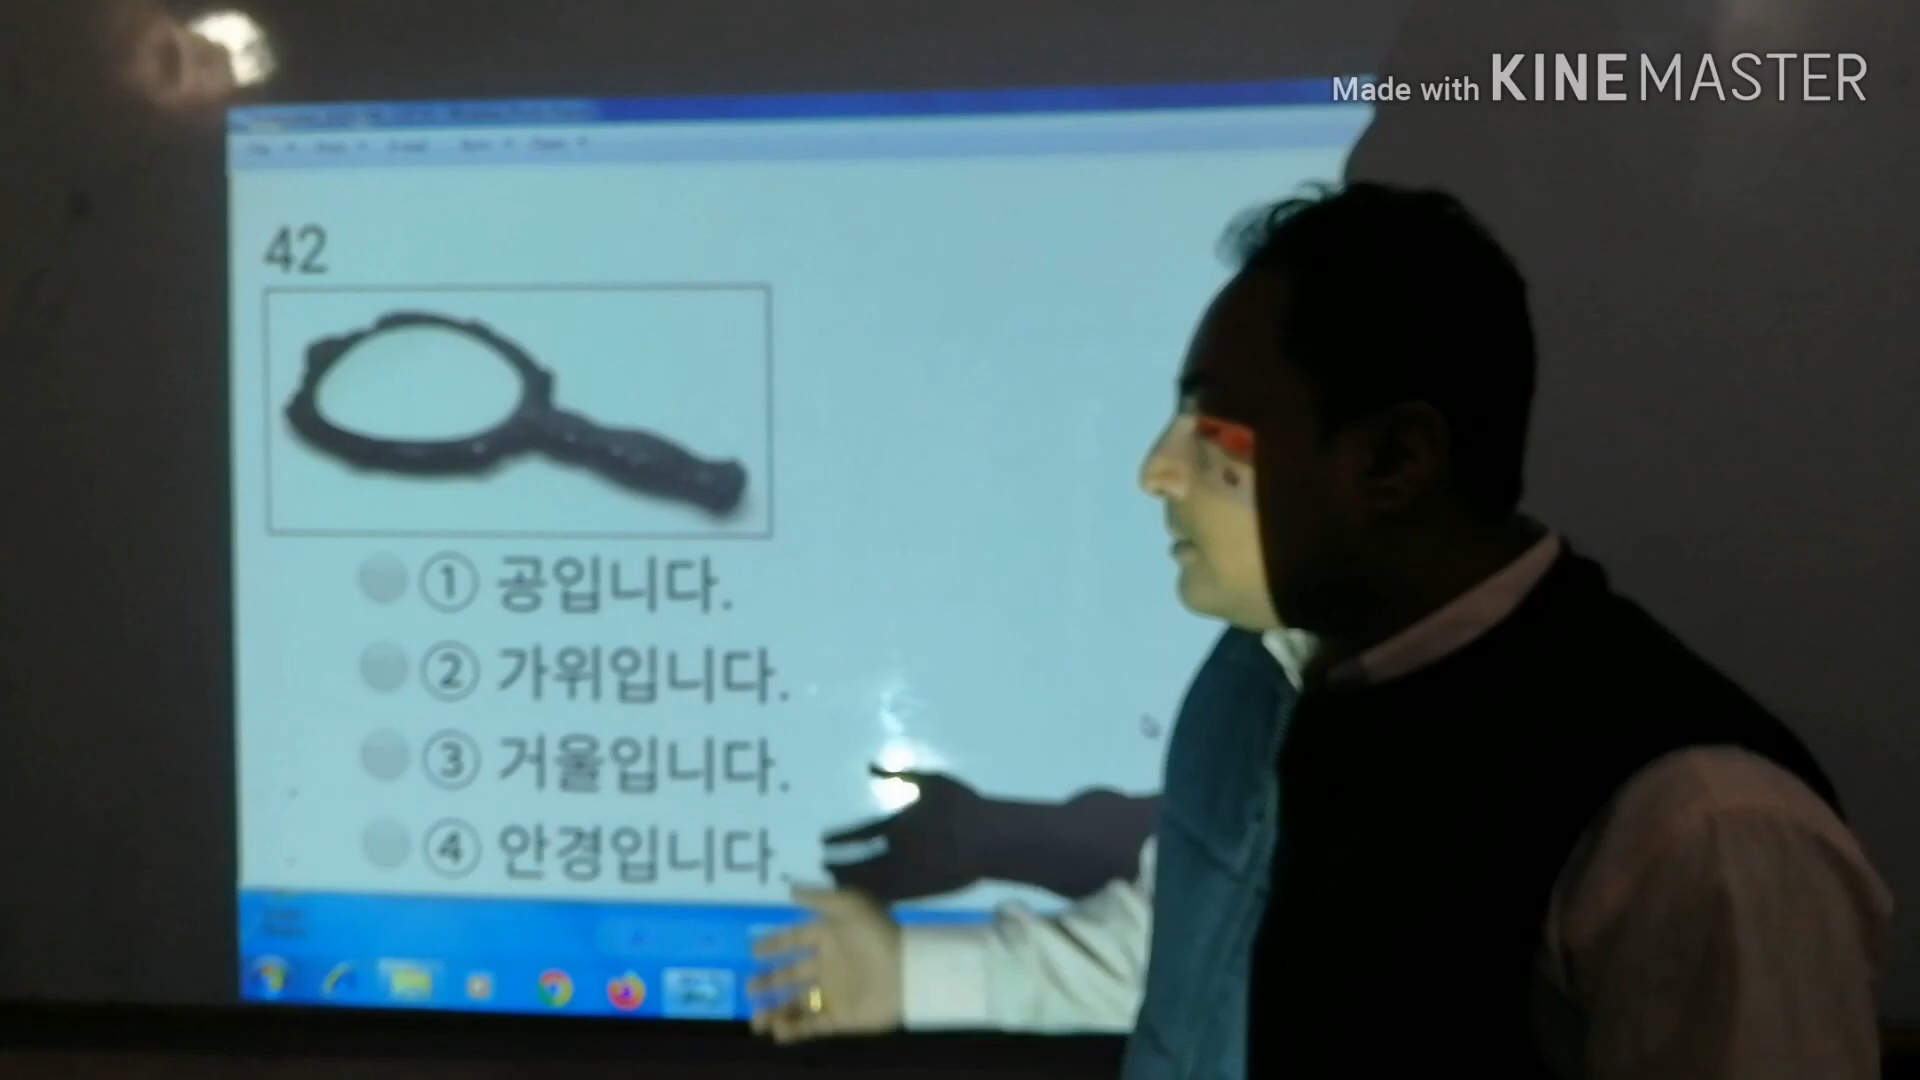 Made with KINEMASTER
42
① 공입니다.
② 가위입니다.
③ 거울입니다.
④ 안경입니다.